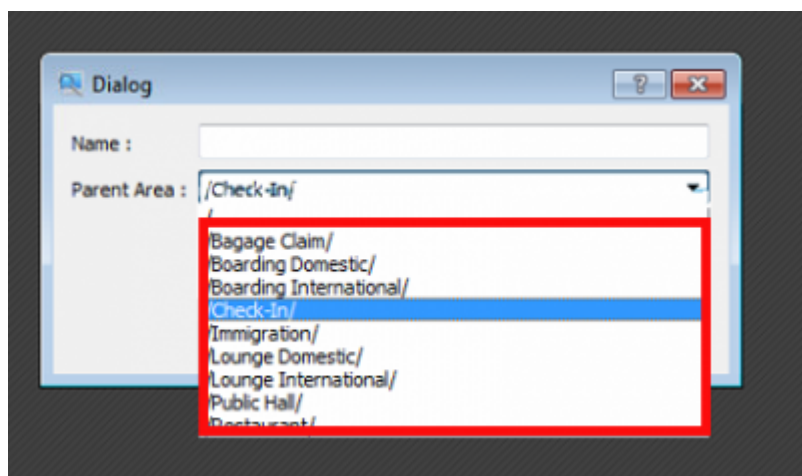 Dialog
Name :
Parent Area : /Check-In/
/
/Bagage Claim/
/Boarding Domestic/
/Boarding International/
/Check-In/
/Immigration/
/Lounge Domestic/
/Lounge International/
/Public Hall/
/Restaurant/